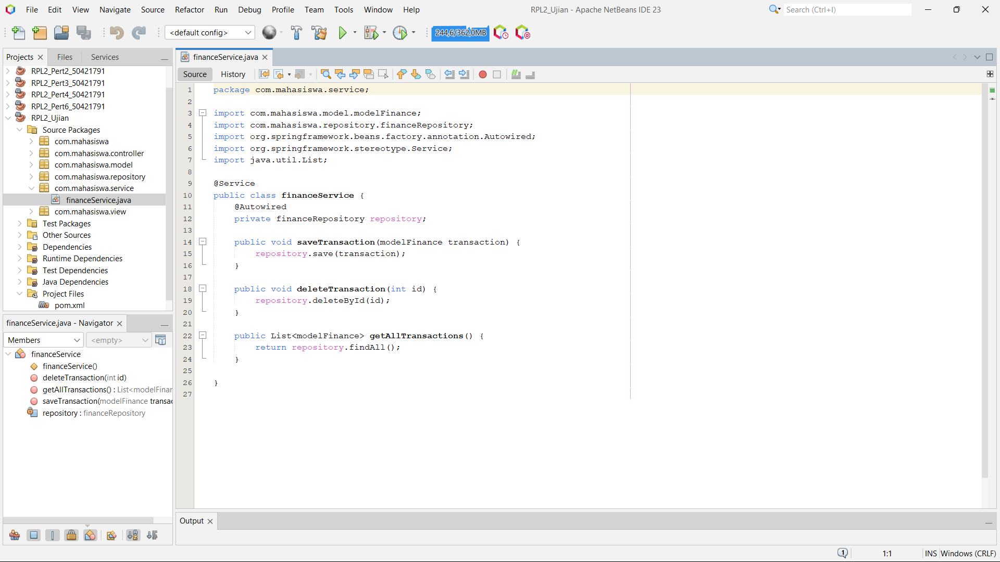 File Edit View Navigate Source Refactor Run Debug Profile Team Tools Window Help
RPL2_Ujian - Apache NetBeans IDE 23
Search (Ctrl+I)
<default config>
244,6/362,0MB
Projects Files Services
RPL2_Pert2_50421791
RPL2_Pert3_50421791
RPL2_Pert4_50421791
RPL2_Pert6_50421791
RPL2_Ujian
Source Packages
com.mahasiswa
com.mahasiswa.controller
com.mahasiswa.model
com.mahasiswa.repository
com.mahasiswa.service
financeService.java
com.mahasiswa.view
Test Packages
Other Sources
Dependencies
Runtime Dependencies
Test Dependencies
Java Dependencies
Project Files
pom.xml
financeService.java - Navigator
Members <empty>
financeService
financeService()
deleteTransaction(int id)
getAllTransactions() : List<modelFinan
saveTransaction(modelFinance transac
repository : financeRepository
financeService.java
Source History
1 package com.mahasiswa.service;
2
3 import com.mahasiswa.model.modelFinance;
4 import com.mahasiswa.repository.financeRepository;
5 import org.springframework.beans.factory.annotation.Autowired;
6 import org.springframework.stereotype.Service;
7 import java.util.List;
8
9 @Service
10 public class financeService {
11 @Autowired
12 private financeRepository repository;
13
14 public void saveTransaction(modelFinance transaction) {
15 repository.save(transaction);
16 }
17
18 public void deleteTransaction(int id) {
19 repository.deleteById(id);
20 }
21
22 public List<modelFinance> getAllTransactions() {
23 return repository.findAll();
24 }
25
26 }
27
Output
1 1:1 INS Windows (CRLF)